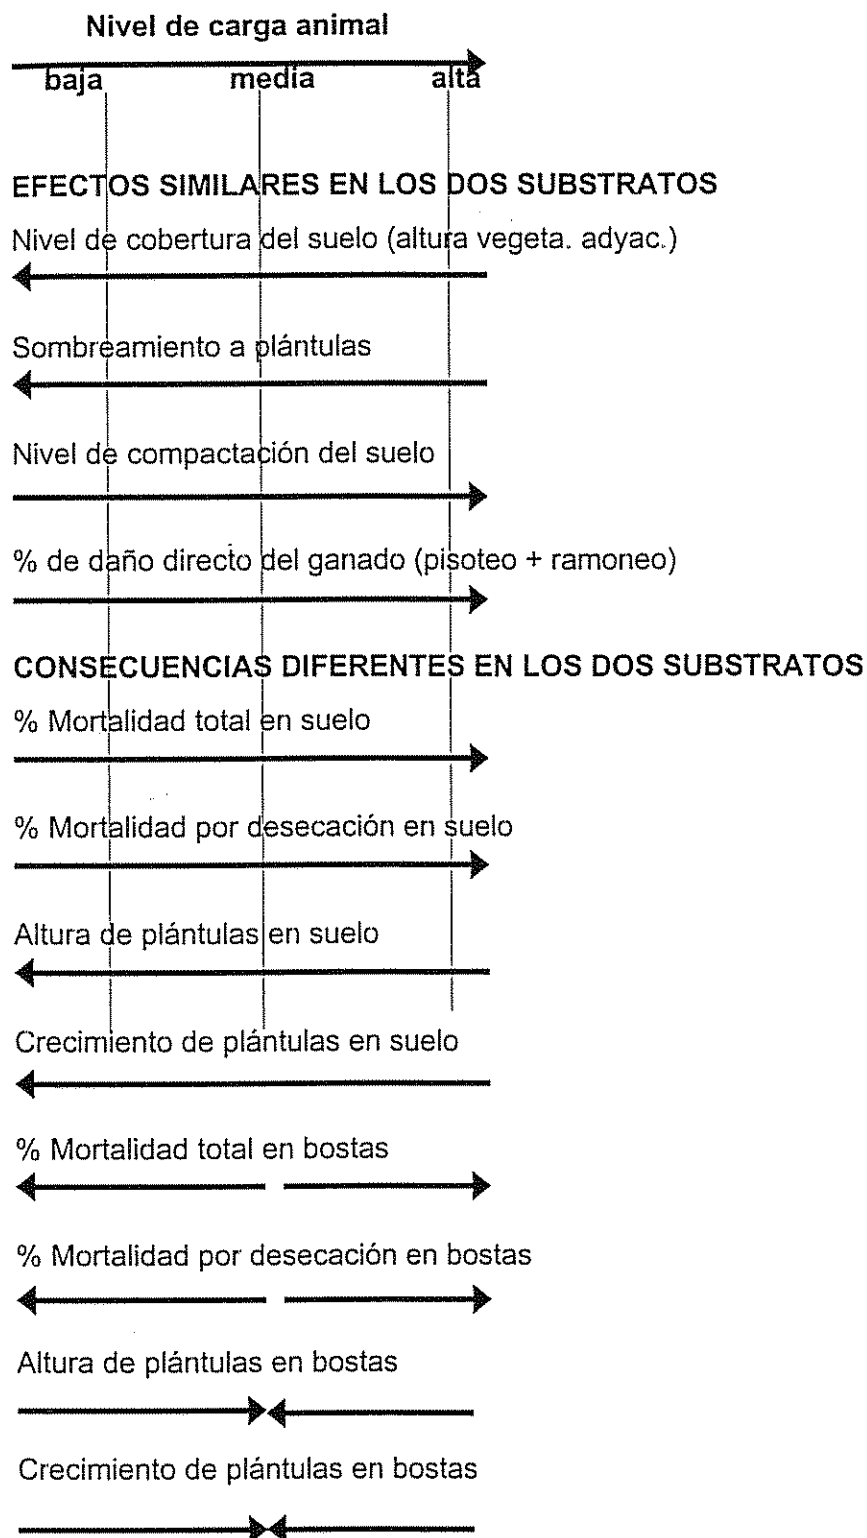 Nivel de carga animal
baja media alta
EFECTOS SIMILARES EN LOS DOS SUBSTRATOS
Nivel de cobertura del suelo (altura vegeta. adyac.)
Sombreamiento a plántulas
Nivel de compactación del suelo
% de daño directo del ganado (pisoteo + ramoneo)
CONSECUENCIAS DIFERENTES EN LOS DOS SUBSTRATOS
% Mortalidad total en suelo
% Mortalidad por desecación en suelo
Altura de plántulas en suelo
Crecimiento de plántulas en suelo
% Mortalidad total en bostas
% Mortalidad por desecación en bostas
Altura de plántulas en bostas
Crecimiento de plántulas en bostas